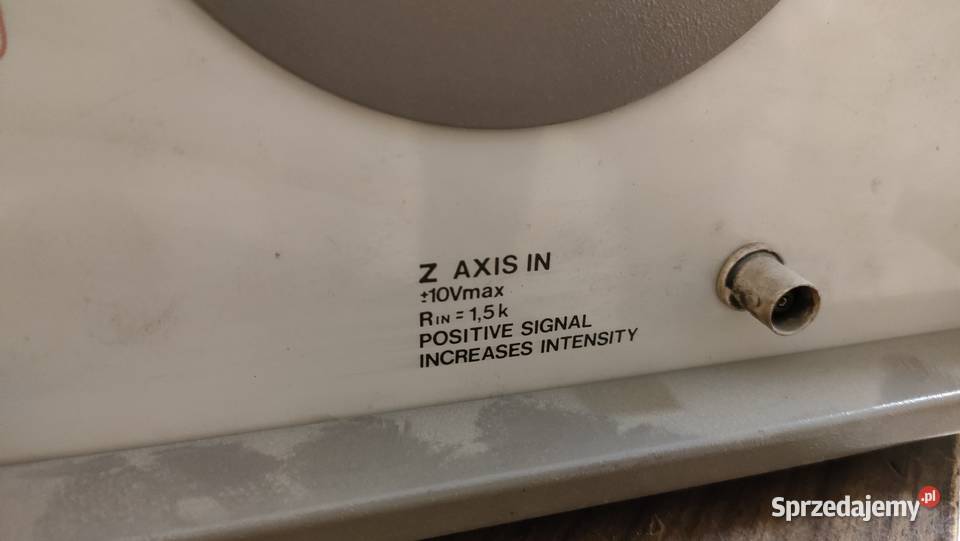 Z AXIS IN
±10Vmax
RIN = 1,5 k
POSITIVE SIGNAL
INCREASES INTENSITY
Sprzedajemy.pl